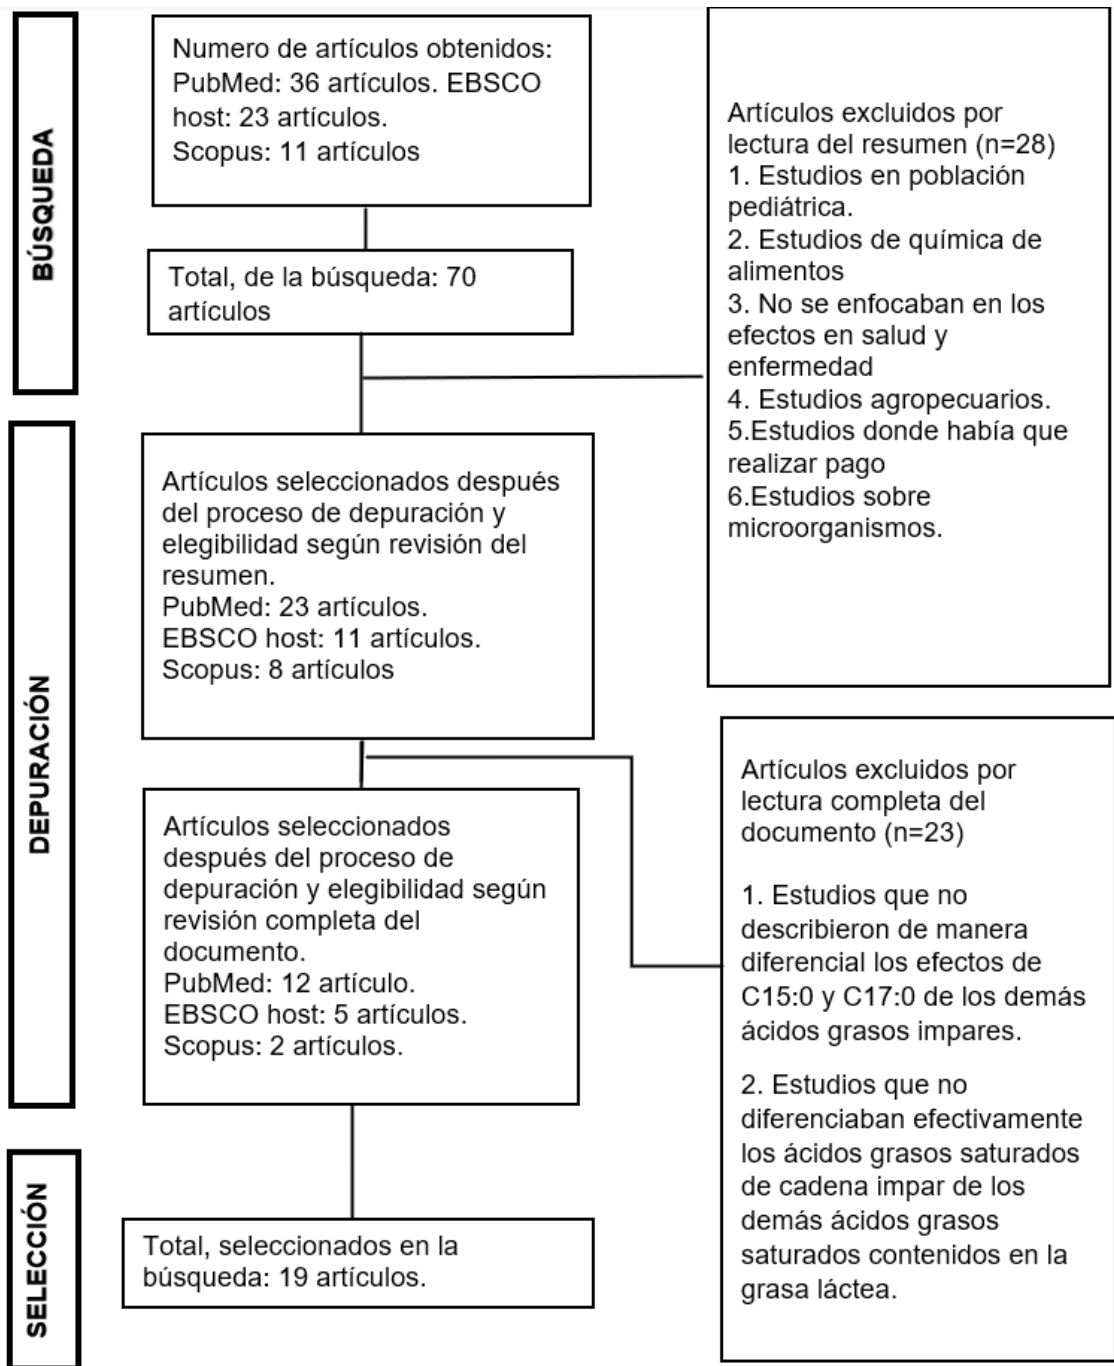 BÚSQUEDA
Numero de artículos obtenidos:
PubMed: 36 artículos. EBSCO
host: 23 artículos.
Scopus: 11 artículos
Total, de la búsqueda: 70
artículos
Artículos excluidos por
lectura del resumen (n=28)
1. Estudios en población
pediátrica.
2. Estudios de química de
alimentos
3. No se enfocaban en los
efectos en salud y
enfermedad
4. Estudios agropecuarios.
5.Estudios donde había que
realizar pago
6.Estudios sobre
microorganismos.
DEPURACIÓN
Artículos seleccionados después
del proceso de depuración y
elegibilidad según revisión del
resumen.
PubMed: 23 artículos.
EBSCO host: 11 artículos.
Scopus: 8 artículos
Artículos seleccionados
después del proceso de
depuración y elegibilidad según
revisión completa del
documento.
PubMed: 12 artículo.
EBSCO host: 5 artículos.
Scopus: 2 artículos.
Artículos excluidos por
lectura completa del
documento (n=23)
1. Estudios que no
describieron de manera
diferencial los efectos de
C15:0 y C17:0 de los demás
ácidos grasos impares.
2. Estudios que no
diferenciaban efectivamente
los ácidos grasos saturados
de cadena impar de los
demás ácidos grasos
saturados contenidos en la
grasa láctea.
SELECCIÓN
Total, seleccionados en la
búsqueda: 19 artículos.